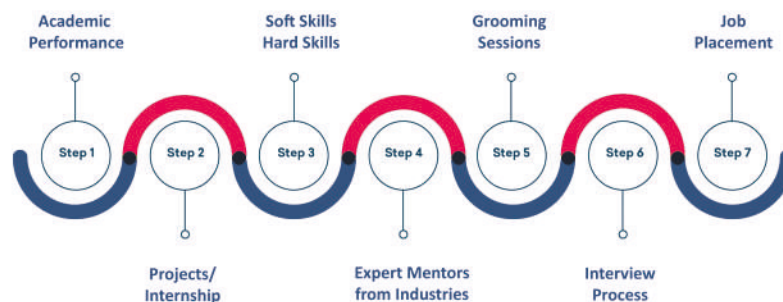 Academic
Performance
Soft Skills
Hard Skills
Grooming
Sessions
Job
Placement
Step 1
Step 2
Step 3
Step 4
Step 5
Step 6
Step 7
Projects/
Internship
Expert Mentors
from Industries
Interview
Process